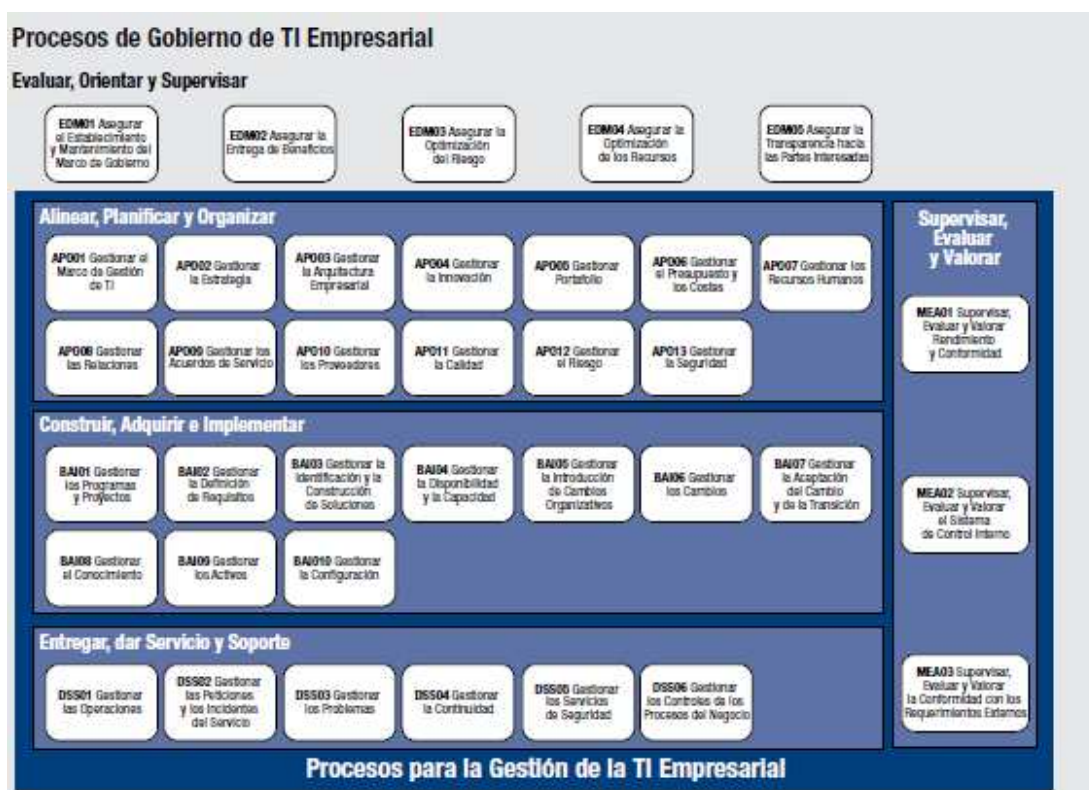 Procesos de Gobierno de TI Empresarial
Evaluar, Orientar y Supervisar
EDM01 Asegurar
el Establecimiento
y Mantenimiento del
Marco de Gobierno
EDM02 Asegurar la
Entrega de Beneficios
EDM03 Asegurar la
Optimización
del Riesgo
EDM04 Asegurar la
Optimización
de los Recursos
EDM05 Asegurar la
Transparencia hacia
las Partes Interesadas
Alinear, Planificar y Organizar
APO01 Gestionar el
Marco de Gestión
de TI
APO02 Gestionar
la Estrategia
APO03 Gestionar
la Arquitectura
Empresarial
APO04 Gestionar
la Innovación
APO05 Gestionar
Portafolio
APO06 Gestionar
el Presupuesto y
los Costes
APO07 Gestionar los
Recursos Humanos
APO08 Gestionar
las Relaciones
APO09 Gestionar los
Acuerdos de Servicio
APO10 Gestionar
los Proveedores
APO11 Gestionar
la Calidad
APO12 Gestionar
el Riesgo
APO13 Gestionar
la Seguridad
Construir, Adquirir e Implementar
BAI01 Gestionar
los Programas
y Proyectos
BAI02 Gestionar
la Definición
de Requisitos
BAI03 Gestionar la
Identificación y la
Construcción
de Soluciones
BAI04 Gestionar
la Disponibilidad
y la Capacidad
BAI05 Gestionar
la Introducción
de Cambios
Organizativos
BAI06 Gestionar
los Cambios
BAI07 Gestionar
la Aceptación
del Cambio
y de la Transición
BAI08 Gestionar
el Conocimiento
BAI09 Gestionar
los Activos
BAI010 Gestionar
la Configuración
Entregar, dar Servicio y Soporte
DSS01 Gestionar
las Operaciones
DSS02 Gestionar
las Peticiones
y los Incidentes
del Servicio
DSS03 Gestionar
los Problemas
DSS04 Gestionar
la Continuidad
DSS05 Gestionar
los Servicios
de Seguridad
DSS06 Gestionar
los Controles de los
Procesos del Negocio
Supervisar,
Evaluar
y Valorar
MEA01 Supervisar,
Evaluar y Valorar
Rendimiento
y Conformidad
MEA02 Supervisar,
Evaluar y Valorar
el Sistema
de Control Interno
MEA03 Supervisar,
Evaluar y Valorar
la Conformidad con los
Requerimientos Externos
Procesos para la Gestión de la TI Empresarial